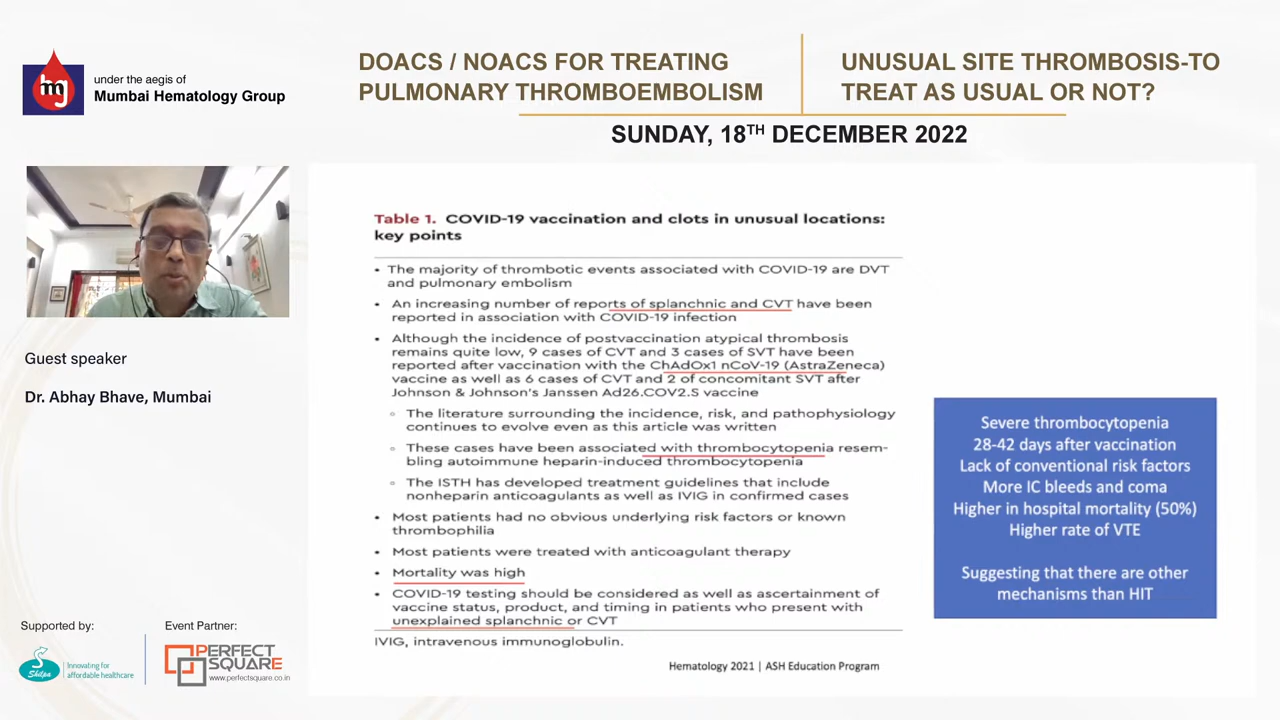 mg
under the aegis of
Mumbai Hematology Group
DOACS / NOACS FOR TREATING
PULMONARY THROMBOEMBOLISM
UNUSUAL SITE THROMBOSIS-TO
TREAT AS USUAL OR NOT?
SUNDAY, 18TH DECEMBER 2022
Guest speaker
Dr. Abhay Bhave, Mumbai
Supported by:
Shilpa
Innovating for
affordable healthcare
Event Partner:
PERFECT
SQUARE
www.perfectsquare.co.in
Table 1. COVID-19 vaccination and clots in unusual locations:
key points
• The majority of thrombotic events associated with COVID-19 are DVT
and pulmonary embolism
• An increasing number of reports of splanchnic and CVT have been
reported in association with COVID-19 infection
• Although the incidence of postvaccination atypical thrombosis
remains quite low, 9 cases of CVT and 3 cases of SVT have been
reported after vaccination with the ChAdOx1 nCoV-19 (AstraZeneca)
vaccine as well as 6 cases of CVT and 2 of concomitant SVT after
Johnson & Johnson's Janssen Ad26.COV2.S vaccine
◦ The literature surrounding the incidence, risk, and pathophysiology
continues to evolve even as this article was written
◦ These cases have been associated with thrombocytopenia resem-
bling autoimmune heparin-induced thrombocytopenia
◦ The ISTH has developed treatment guidelines that include
nonheparin anticoagulants as well as IVIG in confirmed cases
• Most patients had no obvious underlying risk factors or known
thrombophilia
• Most patients were treated with anticoagulant therapy
• Mortality was high
• COVID-19 testing should be considered as well as ascertainment of
vaccine status, product, and timing in patients who present with
unexplained splanchnic or CVT
IVIG, intravenous immunoglobulin.
Hematology 2021 | ASH Education Program
Severe thrombocytopenia
28-42 days after vaccination
Lack of conventional risk factors
More IC bleeds and coma
Higher in hospital mortality (50%)
Higher rate of VTE
Suggesting that there are other
mechanisms than HIT